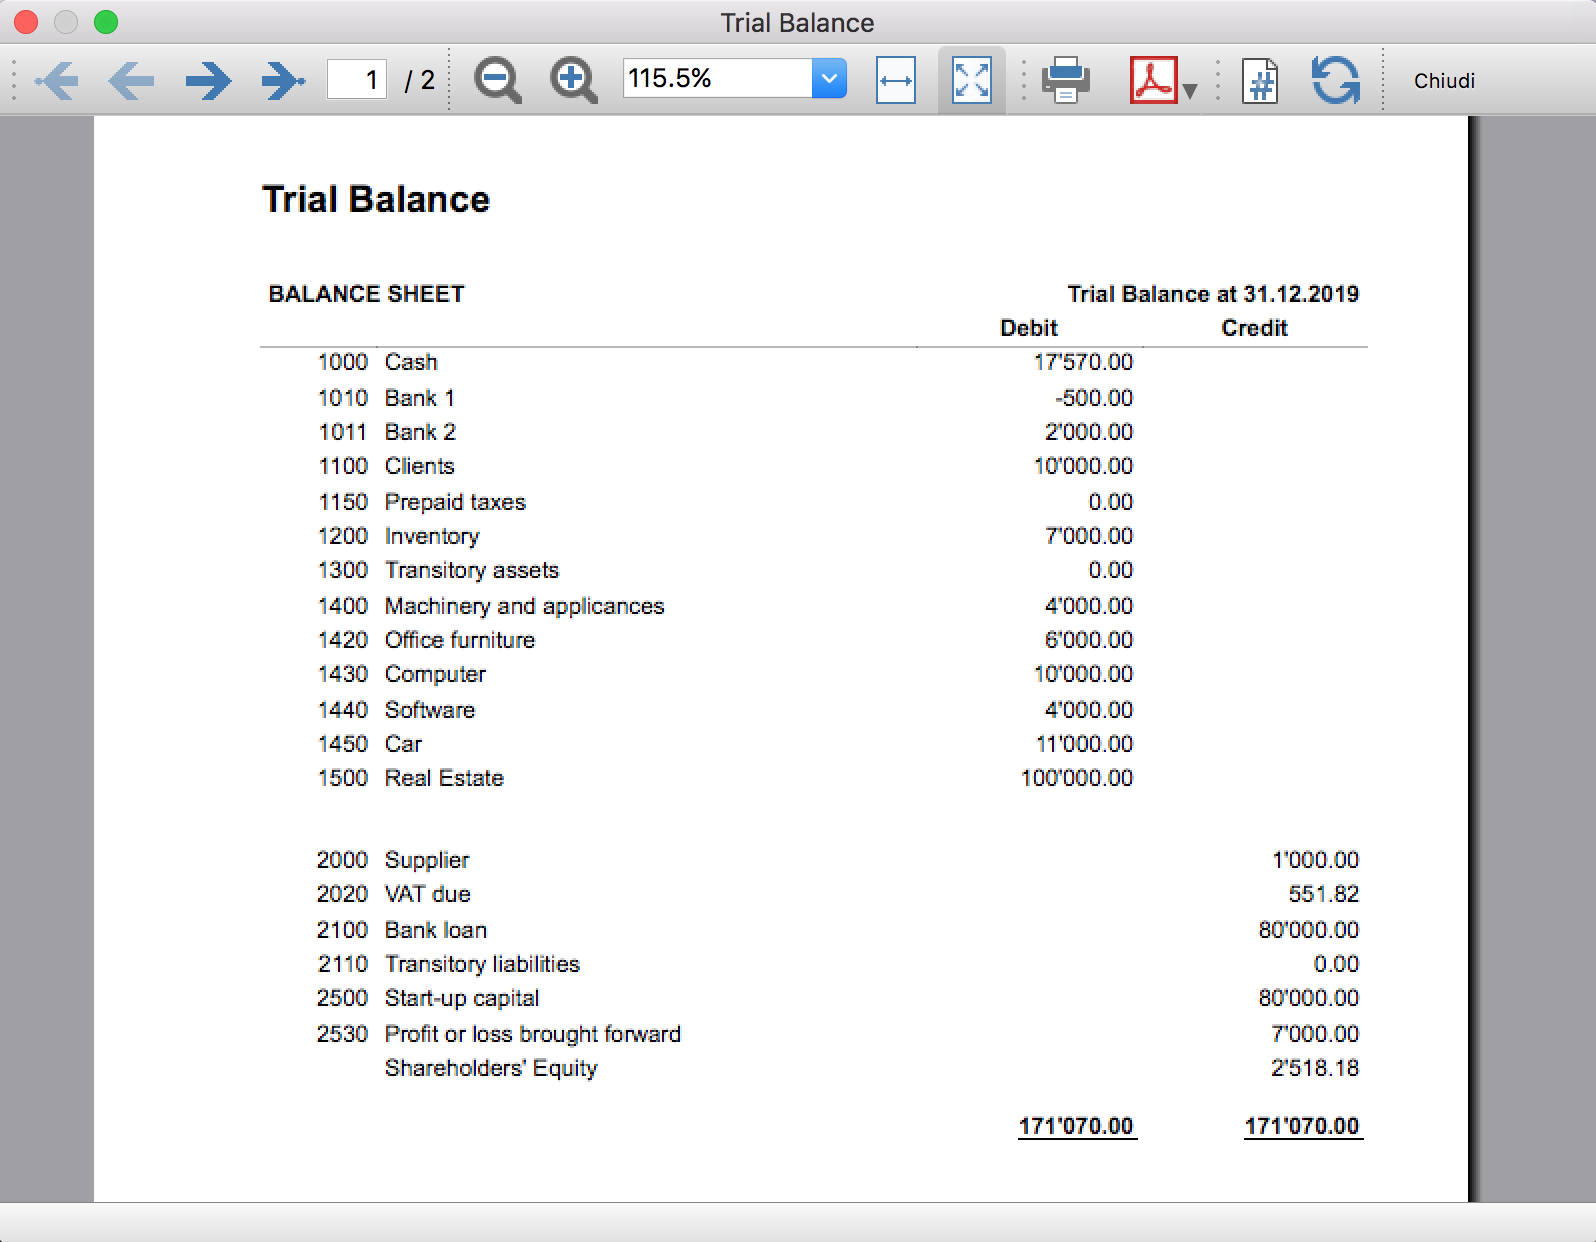 Trial Balance
1 / 2 115.5% # Chiudi
Trial Balance
BALANCE SHEET Trial Balance at 31.12.2019
Debit Credit
1000 Cash 17'570.00
1010 Bank 1 -500.00
1011 Bank 2 2'000.00
1100 Clients 10'000.00
1150 Prepaid taxes 0.00
1200 Inventory 7'000.00
1300 Transitory assets 0.00
1400 Machinery and applicances 4'000.00
1420 Office furniture 6'000.00
1430 Computer 10'000.00
1440 Software 4'000.00
1450 Car 11'000.00
1500 Real Estate 100'000.00
2000 Supplier 1'000.00
2020 VAT due 551.82
2100 Bank loan 80'000.00
2110 Transitory liabilities 0.00
2500 Start-up capital 80'000.00
2530 Profit or loss brought forward 7'000.00
Shareholders' Equity 2'518.18
171'070.00 171'070.00